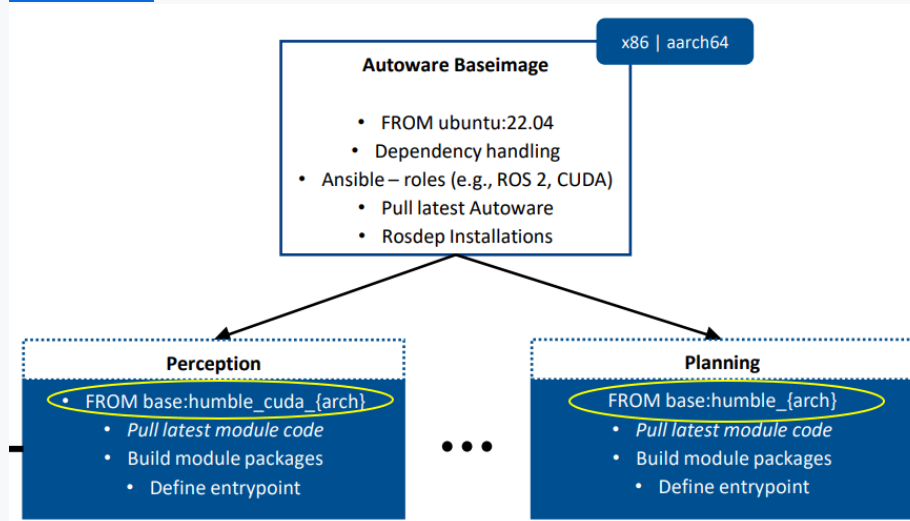 x86 | aarch64
Autoware Baseimage
• FROM ubuntu:22.04
• Dependency handling
• Ansible – roles (e.g., ROS 2, CUDA)
• Pull latest Autoware
• Rosdep Installations
Perception
• FROM base:humble_cuda_{arch}
• Pull latest module code
• Build module packages
• Define entrypoint
•••
Planning
FROM base:humble_{arch}
• Pull latest module code
• Build module packages
• Define entrypoint